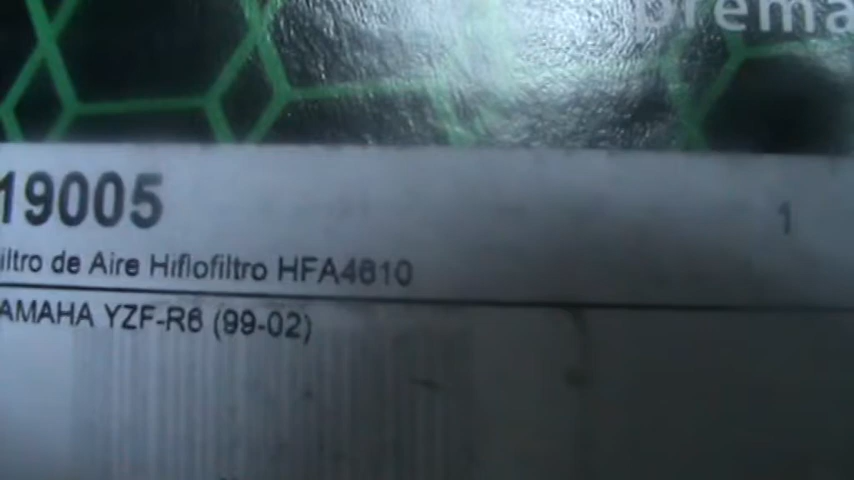 prema
19005
1
iltro de Aire Hiflofiltro HFA4610
AMAHA YZF-R6 (99-02)